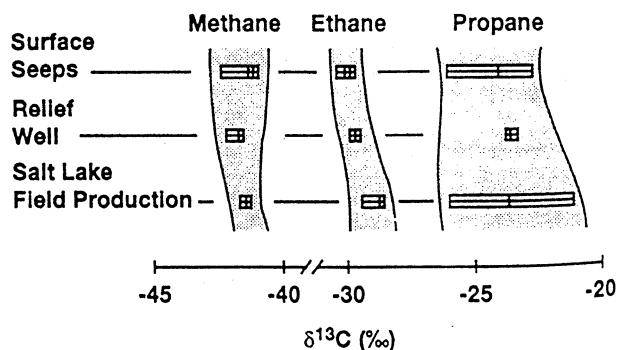 Methane Ethane Propane
Surface
Seeps
Relief
Well
Salt Lake
Field Production
-45 -40 -30 -25 -20
δ¹³C (‰)